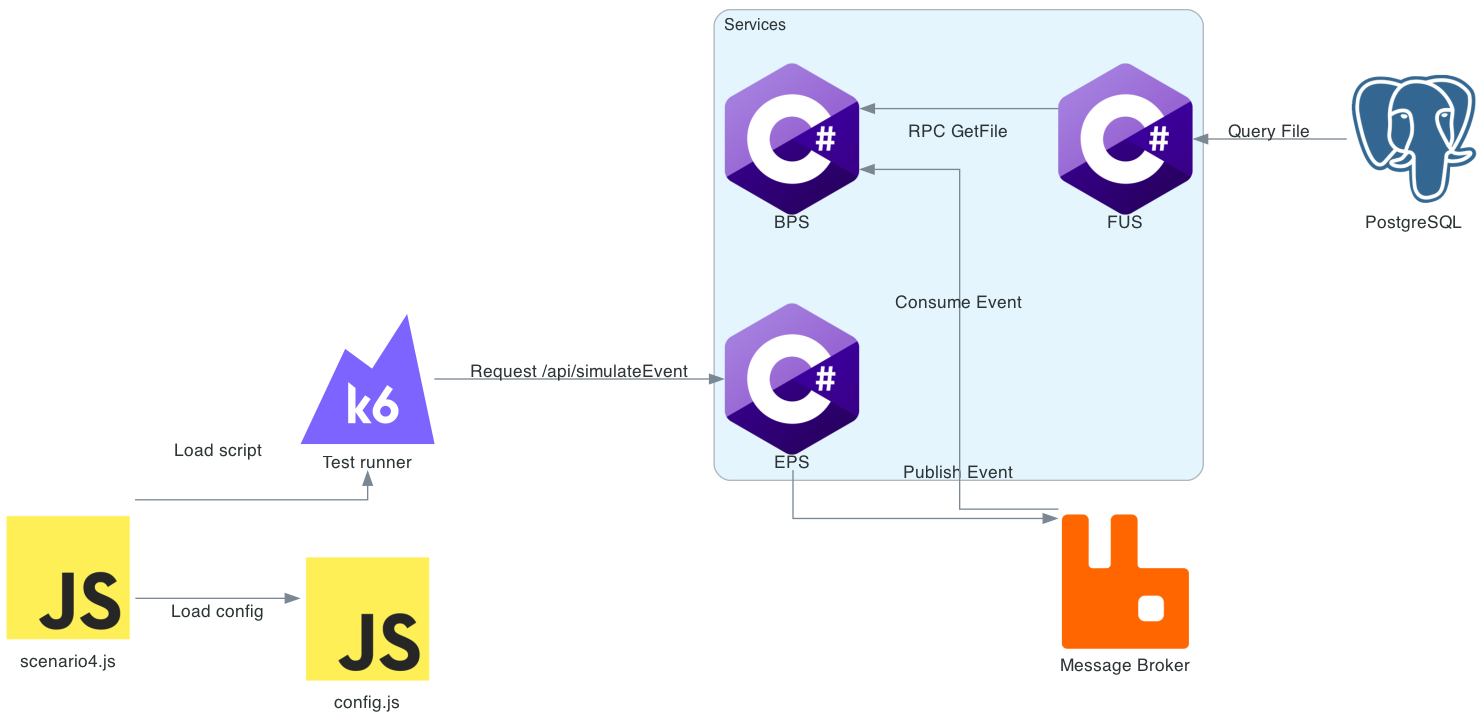 Services
C#
C#
RPC GetFile
Query File
BPS
FUS
PostgreSQL
Consume Event
k6
Request /api/simulateEvent
C#
Load script
Test runner
EPS
Publish Event
JS
Load config
JS
scenario4.js
Message Broker
config.js